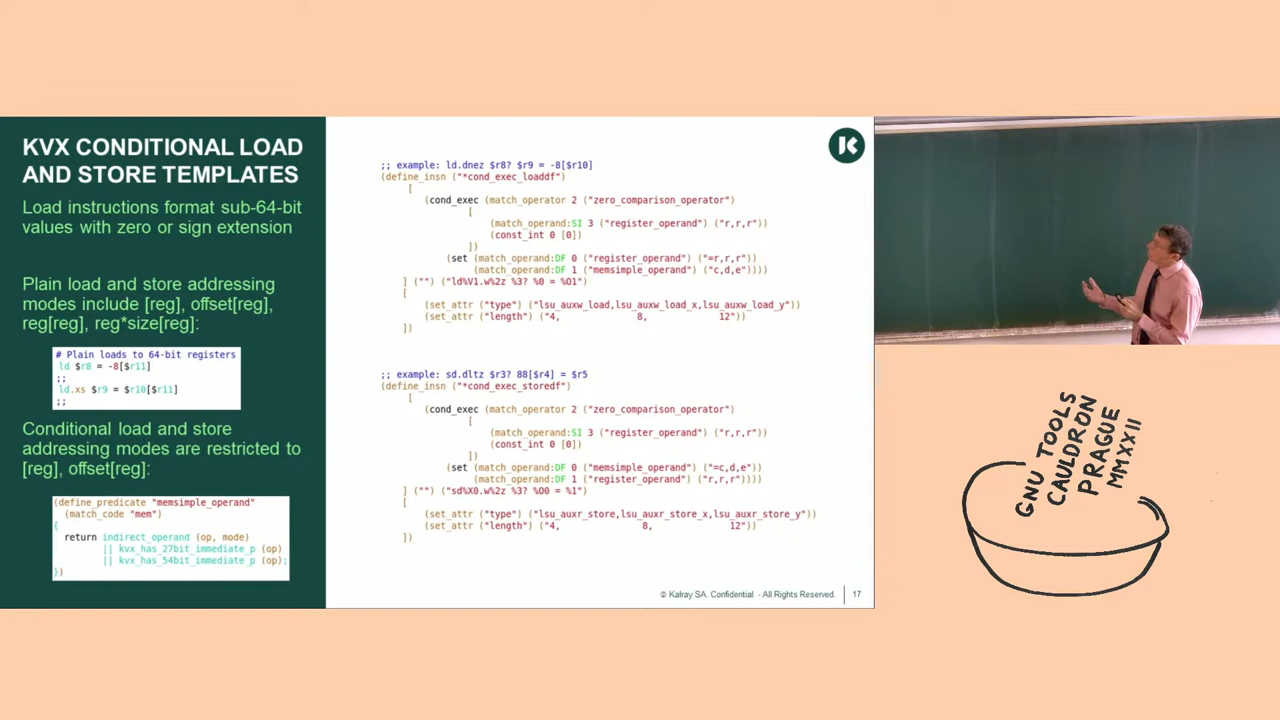 KVX CONDITIONAL LOAD
AND STORE TEMPLATES
Load instructions format sub-64-bit
values with zero or sign extension
Plain load and store addressing
modes include [reg], offset[reg],
reg[reg], reg*size[reg]:
# Plain loads to 64-bit registers
ld $r8 = -8[$r11]
;;
ld.xs $r9 = $r10[$r11]
;;
Conditional load and store
addressing modes are restricted to
[reg], offset[reg]:
(define_predicate "memsimple_operand"
(match_code "mem")
{
return indirect_operand (op, mode)
|| kvx_has_27bit_immediate_p (op)
|| kvx_has_54bit_immediate_p (op);
})
;; example: ld.dnez $r8? $r9 = -8[$r10]
(define_insn ("*cond_exec_loaddf")
[
(cond_exec (match_operator 2 ("zero_comparison_operator")
[
(match_operand:SI 3 ("register_operand") ("r,r,r"))
(const_int 0 [0])
])
(set (match_operand:DF 0 ("register_operand") ("=r,r,r"))
(match_operand:DF 1 ("memsimple_operand") ("c,d,e"))))
] ("") ("ld%V1.w%2z %3? %0 = %O1")
[
(set_attr ("type") ("lsu_auxw_load,lsu_auxw_load_x,lsu_auxw_load_y"))
(set_attr ("length") ("4, 8, 12"))
])
;; example: sd.dltz $r3? 88[$r4] = $r5
(define_insn ("*cond_exec_storedf")
[
(cond_exec (match_operator 2 ("zero_comparison_operator")
[
(match_operand:SI 3 ("register_operand") ("r,r,r"))
(const_int 0 [0])
])
(set (match_operand:DF 0 ("memsimple_operand") ("=c,d,e"))
(match_operand:DF 1 ("register_operand") ("r,r,r"))))
] ("") ("sd%X0.w%2z %3? %O0 = %1")
[
(set_attr ("type") ("lsu_auxr_store,lsu_auxr_store_x,lsu_auxr_store_y"))
(set_attr ("length") ("4, 8, 12"))
])
© Kalray SA. Confidential - All Rights Reserved. 17
GNU TOOLS
CAULDRON
PRAGUE
MMXXII